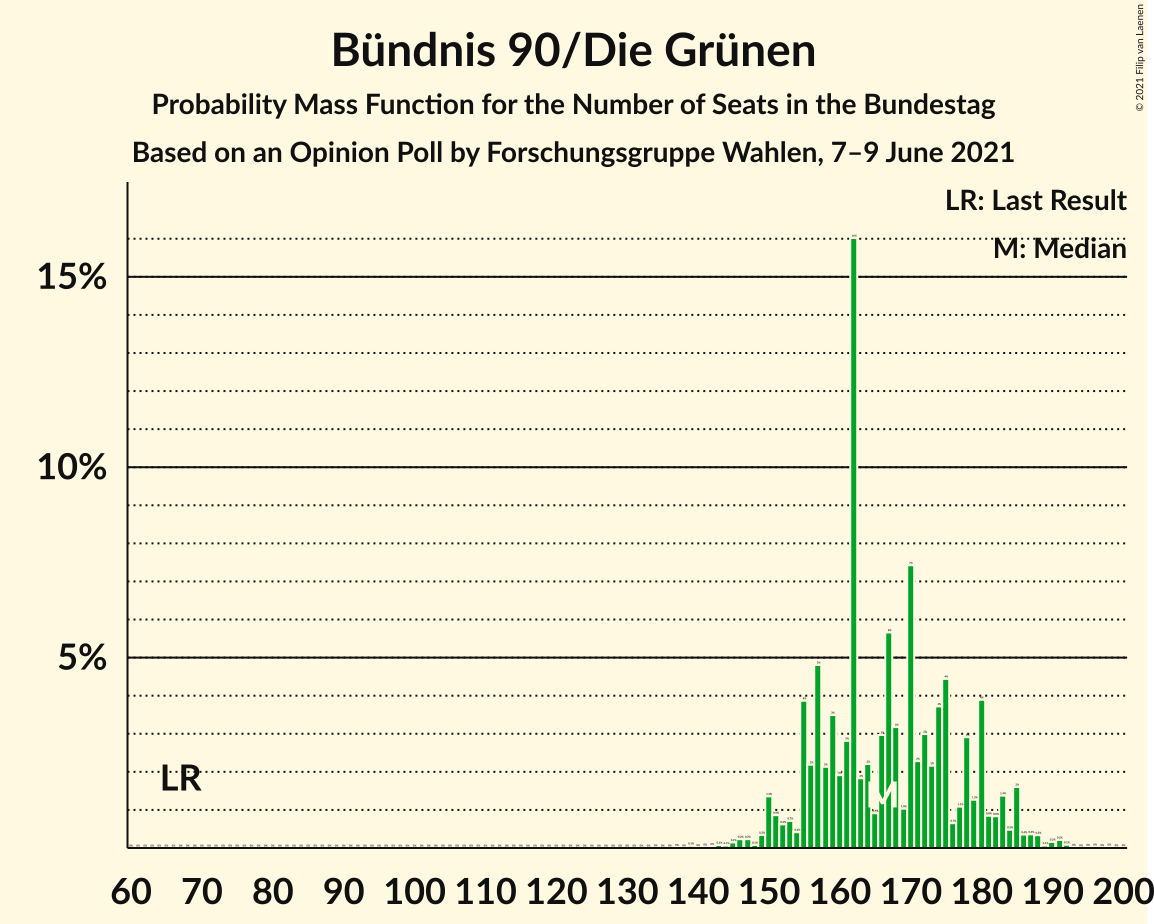 Bündnis 90/Die Grünen
Probability Mass Function for the Number of Seats in the Bundestag
Based on an Opinion Poll by Forschungsgruppe Wahlen, 7–9 June 2021
© 2021 Filip van Laenen
LR: Last Result
M: Median
15%
10%
5%
LR
M
60 70 80 90 100 110 120 130 140 150 160 170 180 190 200